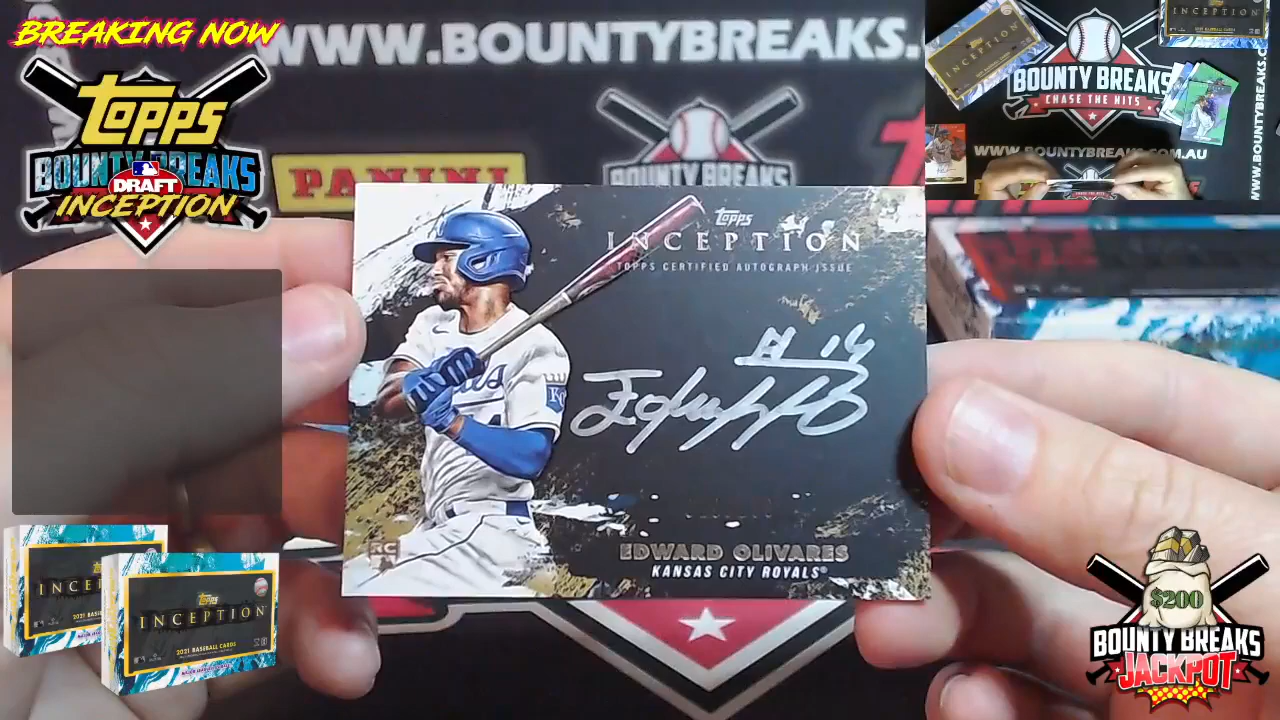 BREAKING NOW
WWW.BOUNTYBREAKS.
Topps
BOUNTY BREAKS
DRAFT
INCEPTION
PANINI
BOUNTY BREAKS
Topps
INCEPTION
TOPPS CERTIFIED AUTOGRAPH ISSUE
EDWARD OLIVARES
KANSAS CITY ROYALS®
RC
INCEPTION
INCEPTION
BOUNTY BREAKS
CHASE THE HITS
WWW.BOUNTYBREAKS.COM.AU
Topps
INCEPTION
2021 BASEBALL CARDS
$200
BOUNTY BREAKS
JACKPOT